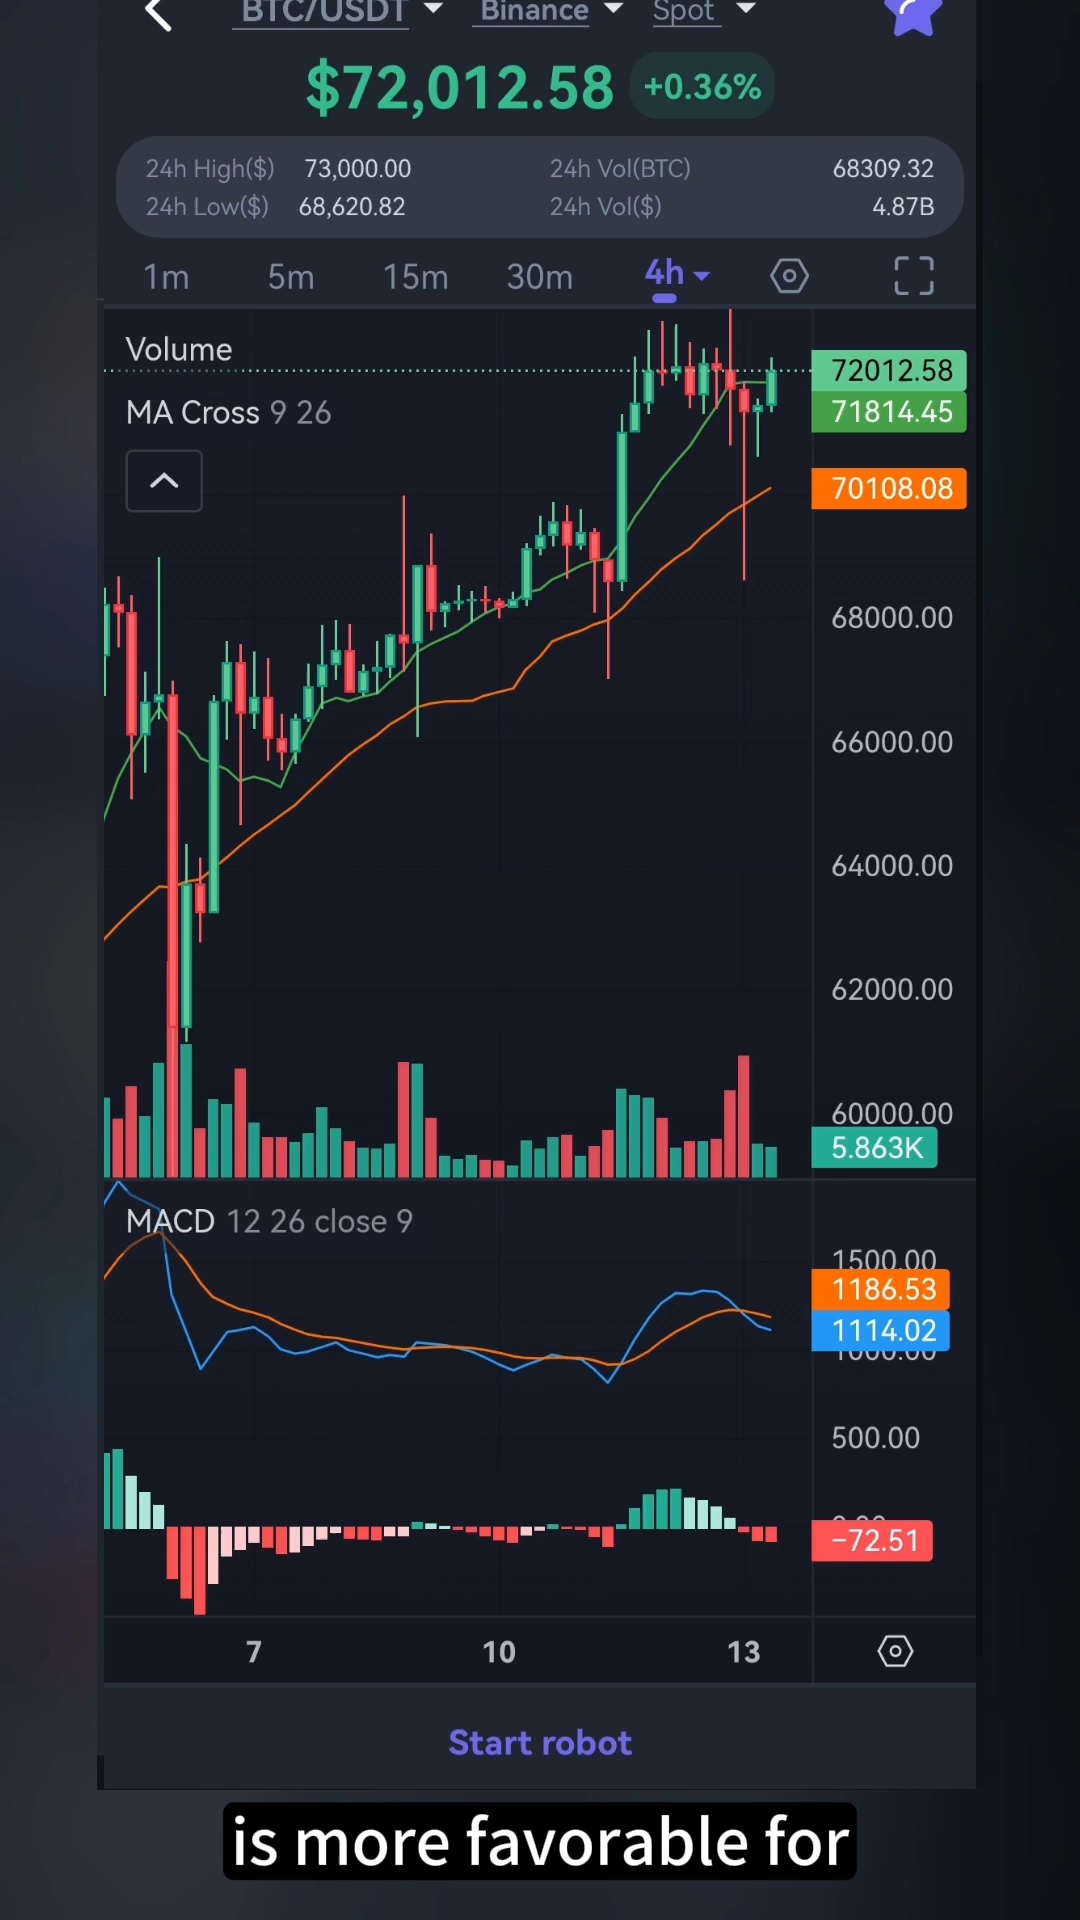 BTC/USDT Binance Spot
$72,012.58 +0.36%
24h High($) 73,000.00 24h Vol(BTC) 68309.32
24h Low($) 68,620.82 24h Vol($) 4.87B
1m 5m 15m 30m 4h
Volume
72012.58
MA Cross 9 26
71814.45
70108.08
68000.00
66000.00
64000.00
62000.00
60000.00
5.863K
MACD 12 26 close 9
1500.00
1186.53
1114.02
1000.00
500.00
0.00
−72.51
7 10 13
Start robot
is more favorable for